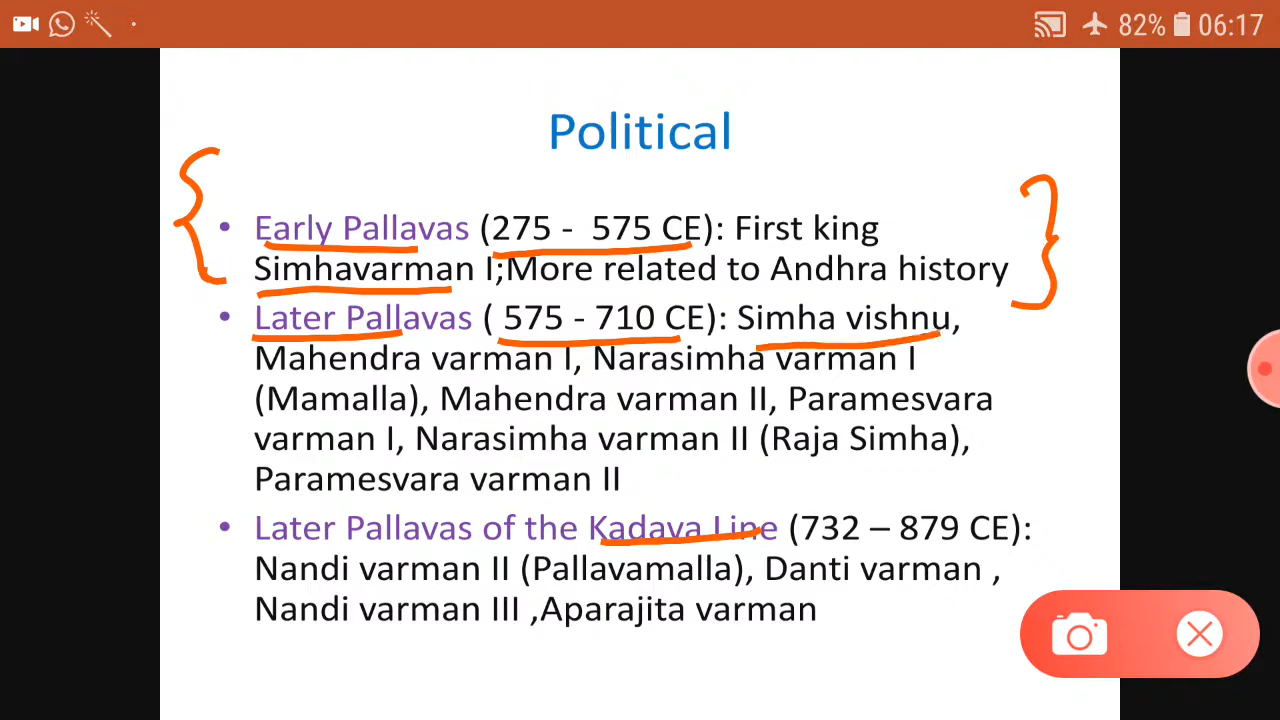 82% 06:17
Political
• Early Pallavas (275 - 575 CE): First king
Simhavarman I;More related to Andhra history
• Later Pallavas ( 575 - 710 CE): Simha vishnu,
Mahendra varman I, Narasimha varman I
(Mamalla), Mahendra varman II, Paramesvara
varman I, Narasimha varman II (Raja Simha),
Paramesvara varman II
• Later Pallavas of the Kadava Line (732 – 879 CE):
Nandi varman II (Pallavamalla), Danti varman ,
Nandi varman III ,Aparajita varman